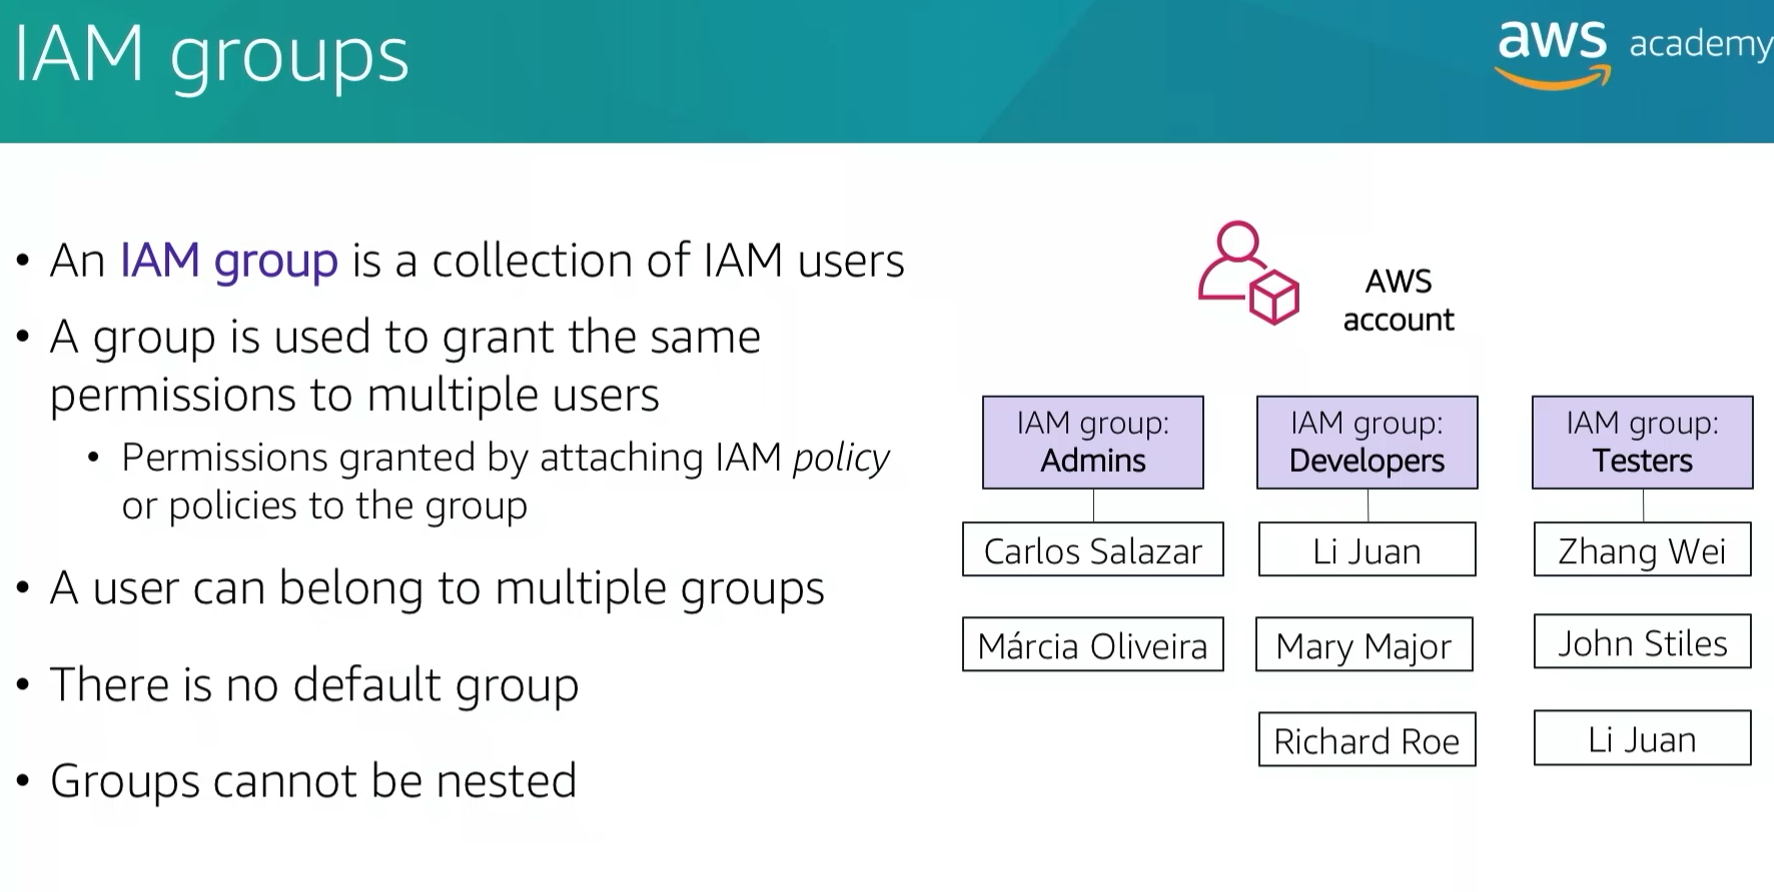 IAM groups
aws academy
• An IAM group is a collection of IAM users
• A group is used to grant the same
permissions to multiple users
• Permissions granted by attaching IAM policy
or policies to the group
• A user can belong to multiple groups
• There is no default group
• Groups cannot be nested
AWS
account
IAM group:
Admins
Carlos Salazar
Márcia Oliveira
IAM group:
Developers
Li Juan
Mary Major
Richard Roe
IAM group:
Testers
Zhang Wei
John Stiles
Li Juan